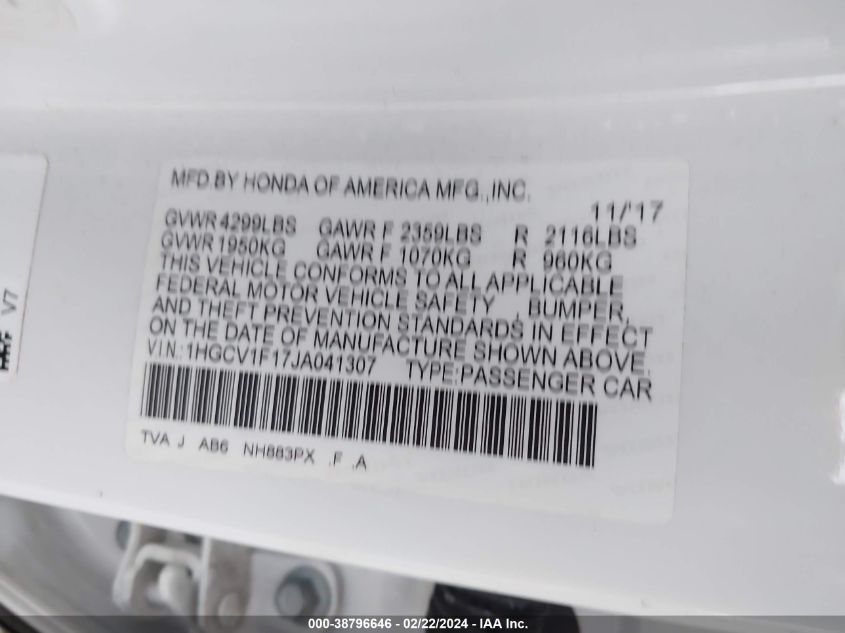 MFD.BY HONDA OF AMERICA MFG.,INC.
11/'17
GVWR 4299LBS GAWR F 2359LBS R 2116LBS
GVWR 1950KG GAWR F 1070KG R 960KG
THIS VEHICLE CONFORMS TO ALL APPLICABLE
FEDERAL MOTOR VEHICLE SAFETY , BUMPER,
AND THEFT PREVENTION STANDARDS IN EFFECT
ON THE DATE OF MANUFACTURE SHOWN ABOVE.
V.I.N.:1HGCV1F17JA041307 TYPE:PASSENGER CAR
TVA J AB6 NH883PX .F .A
V7
000-38796646 - 02/22/2024 - IAA Inc.